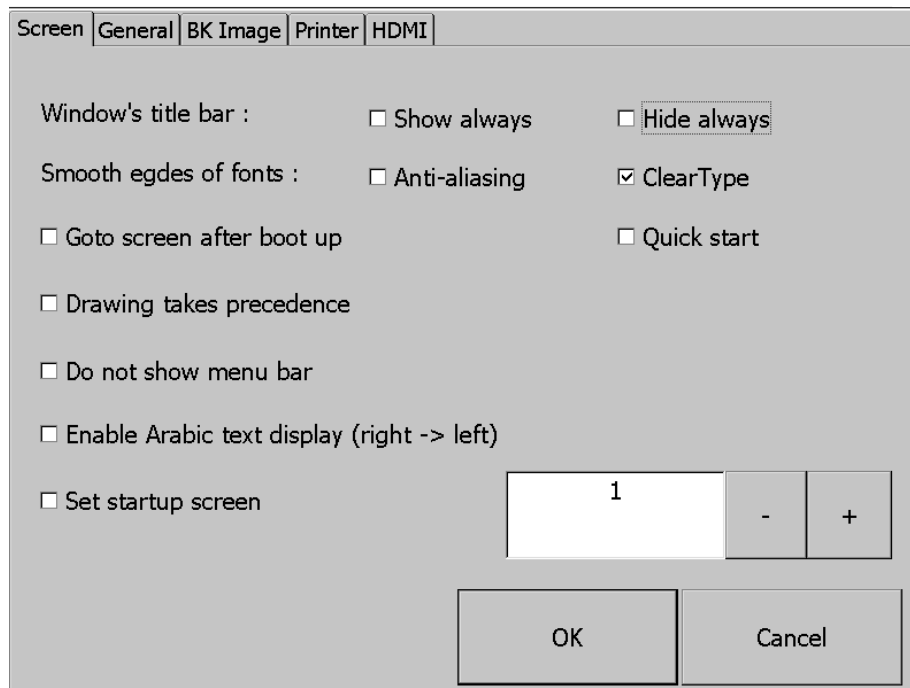 Screen General BK Image Printer HDMI
Window's title bar : Show always Hide always
Smooth egdes of fonts : Anti-aliasing ClearType
Goto screen after boot up Quick start
Drawing takes precedence
Do not show menu bar
Enable Arabic text display (right -> left)
Set startup screen 1 - +
OK Cancel